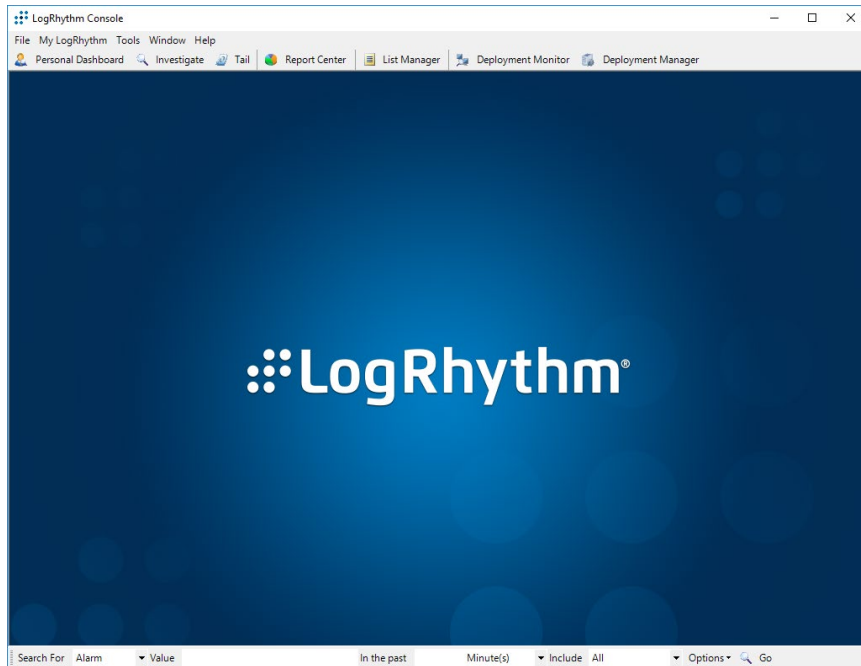 LogRhythm Console
File My LogRhythm Tools Window Help
Personal Dashboard Investigate Tail Report Center List Manager Deployment Monitor Deployment Manager
LogRhythm®
Search For Alarm Value In the past Minute(s) Include All Options Go